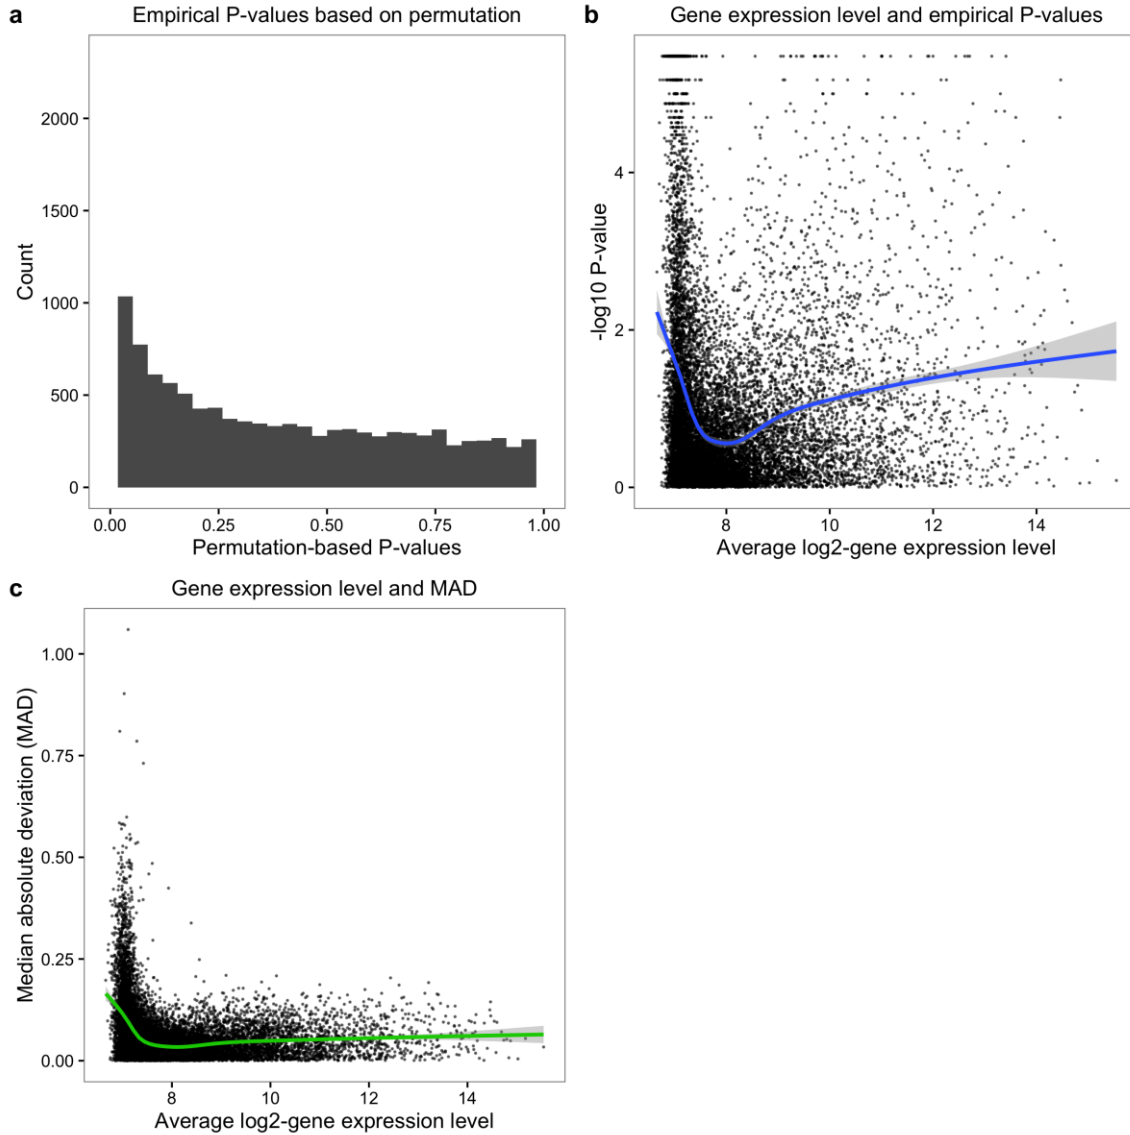 a
Empirical P-values based on permutation
2000
1500
1000
500
0
Count
0.00 0.25 0.50 0.75 1.00
Permutation-based P-values
b
Gene expression level and empirical P-values
4
2
0
-log10 P-value
8 10 12 14
Average log2-gene expression level
c
Gene expression level and MAD
1.00
0.75
0.50
0.25
0.00
Median absolute deviation (MAD)
8 10 12 14
Average log2-gene expression level